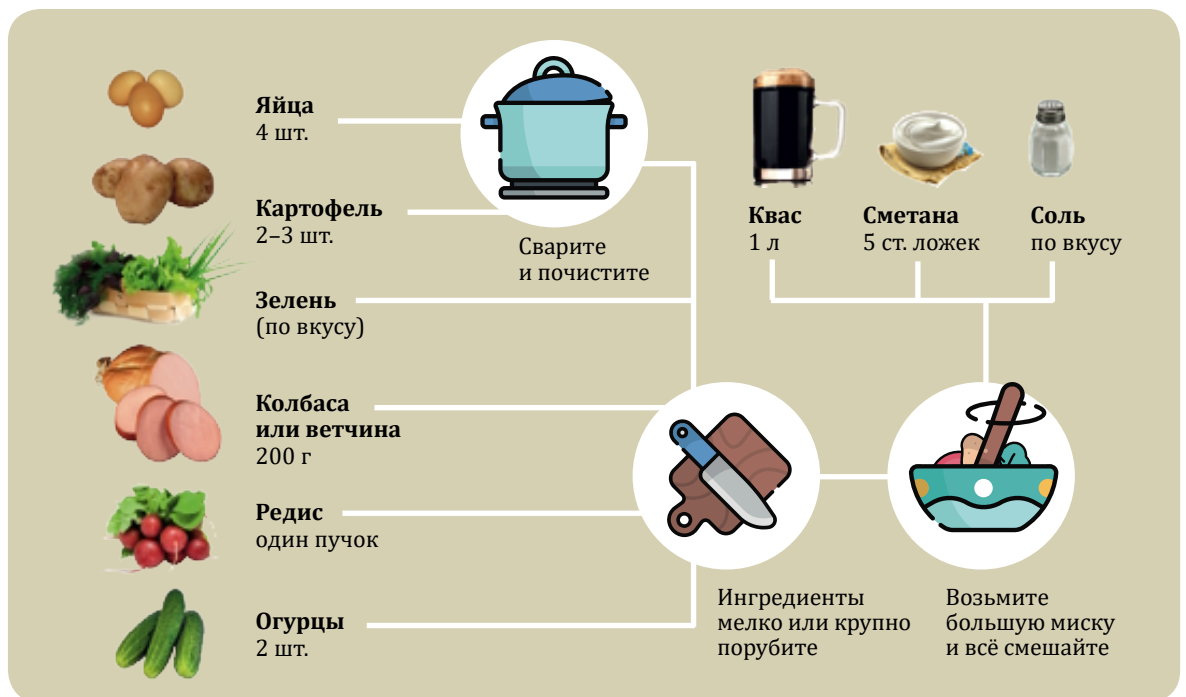 Яйца
4 шт.
Картофель
2–3 шт.
Зелень
(по вкусу)
Колбаса
или ветчина
200 г
Редис
один пучок
Огурцы
2 шт.
Сварите
и почистите
Квас
1 л
Сметана
5 ст. ложек
Соль
по вкусу
Ингредиенты
мелко или крупно
порубите
Возьмите
большую миску
и всё смешайте